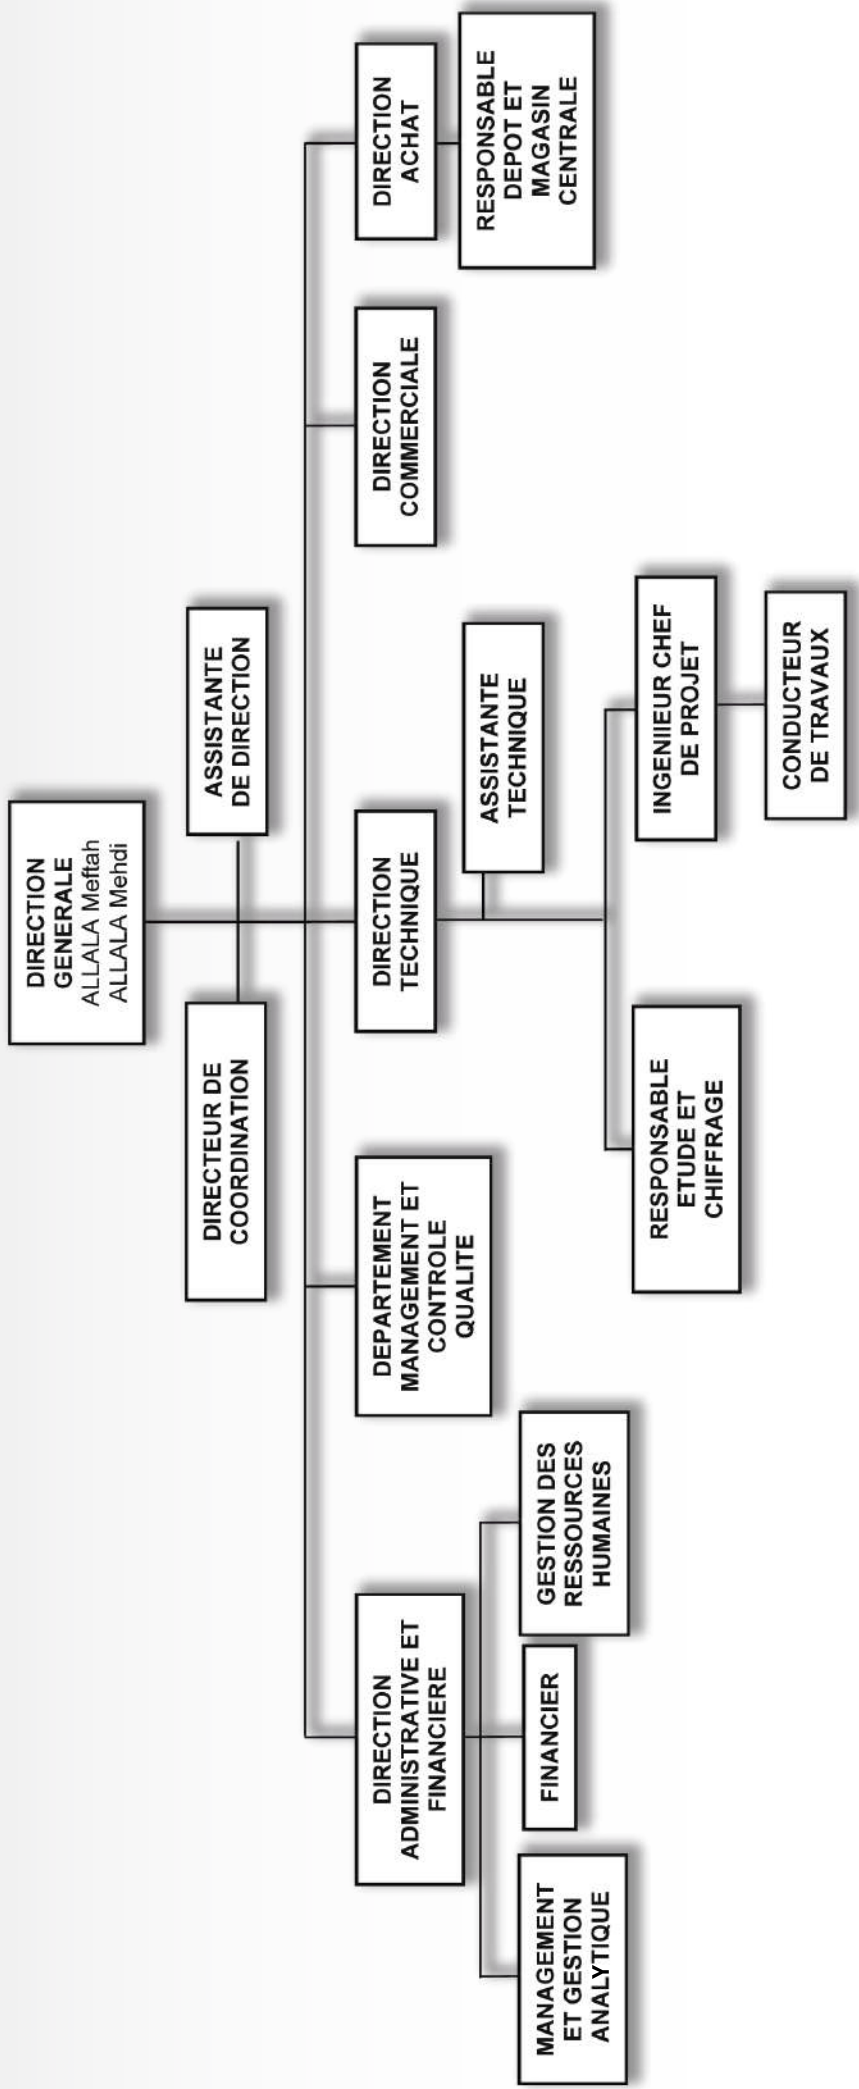 DIRECTION
GENERALE
ALLALA Meftah
ALLALA Mehdi
DIRECTEUR DE
COORDINATION
ASSISTANTE
DE DIRECTION
DIRECTION
ADMINISTRATIVE ET
FINANCIERE
DEPARTEMENT
MANAGEMENT ET
CONTROLE
QUALITE
DIRECTION
TECHNIQUE
DIRECTION
COMMERCIALE
DIRECTION
ACHAT
ASSISTANTE
TECHNIQUE
RESPONSABLE
DEPOT ET
MAGASIN
CENTRALE
MANAGEMENT
ET GESTION
ANALYTIQUE
FINANCIER
GESTION DES
RESSOURCES
HUMAINES
RESPONSABLE
ETUDE ET
CHIFFRAGE
INGENIIEUR CHEF
DE PROJET
CONDUCTEUR
DE TRAVAUX